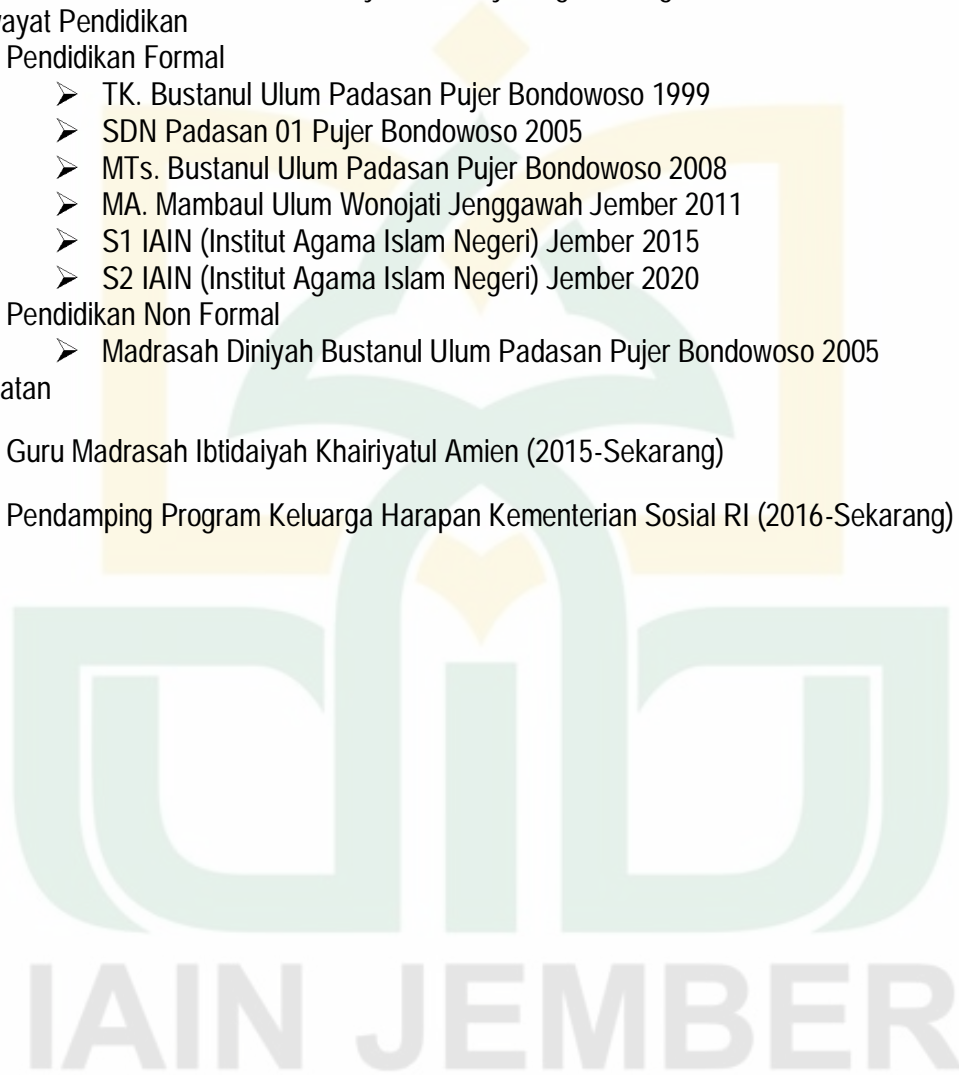 Pendidikan
Pendidikan Formal
➢ TK. Bustanul Ulum Padasan Pujer Bondowoso 1999
➢ SDN Padasan 01 Pujer Bondowoso 2005
➢ MTs. Bustanul Ulum Padasan Pujer Bondowoso 2008
➢ MA. Mambaul Ulum Wonojati Jenggawah Jember 2011
➢ S1 IAIN (Institut Agama Islam Negeri) Jember 2015
➢ S2 IAIN (Institut Agama Islam Negeri) Jember 2020
Pendidikan Non Formal
➢ Madrasah Diniyah Bustanul Ulum Padasan Pujer Bondowoso 2005
atan
Guru Madrasah Ibtidaiyah Khairiyatul Amien (2015-Sekarang)
Pendamping Program Keluarga Harapan Kementerian Sosial RI (2016-Sekarang)
IAIN JEMBER